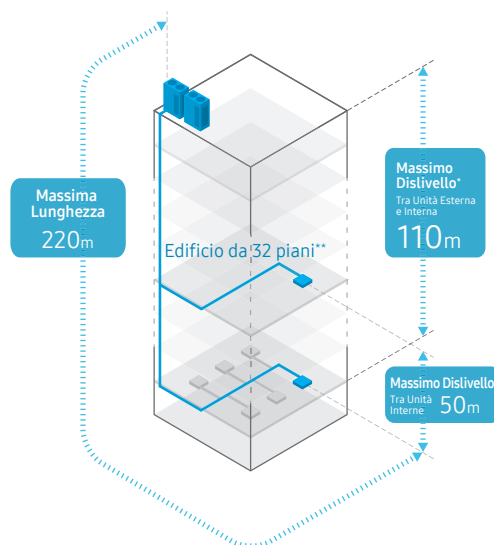 Massimo
Dislivello*
Tra Unità Esterna
e Interna
110m
Massima
Lunghezza
220m
Edificio da 32 piani**
Massimo Dislivello
Tra Unità
Interne
50m